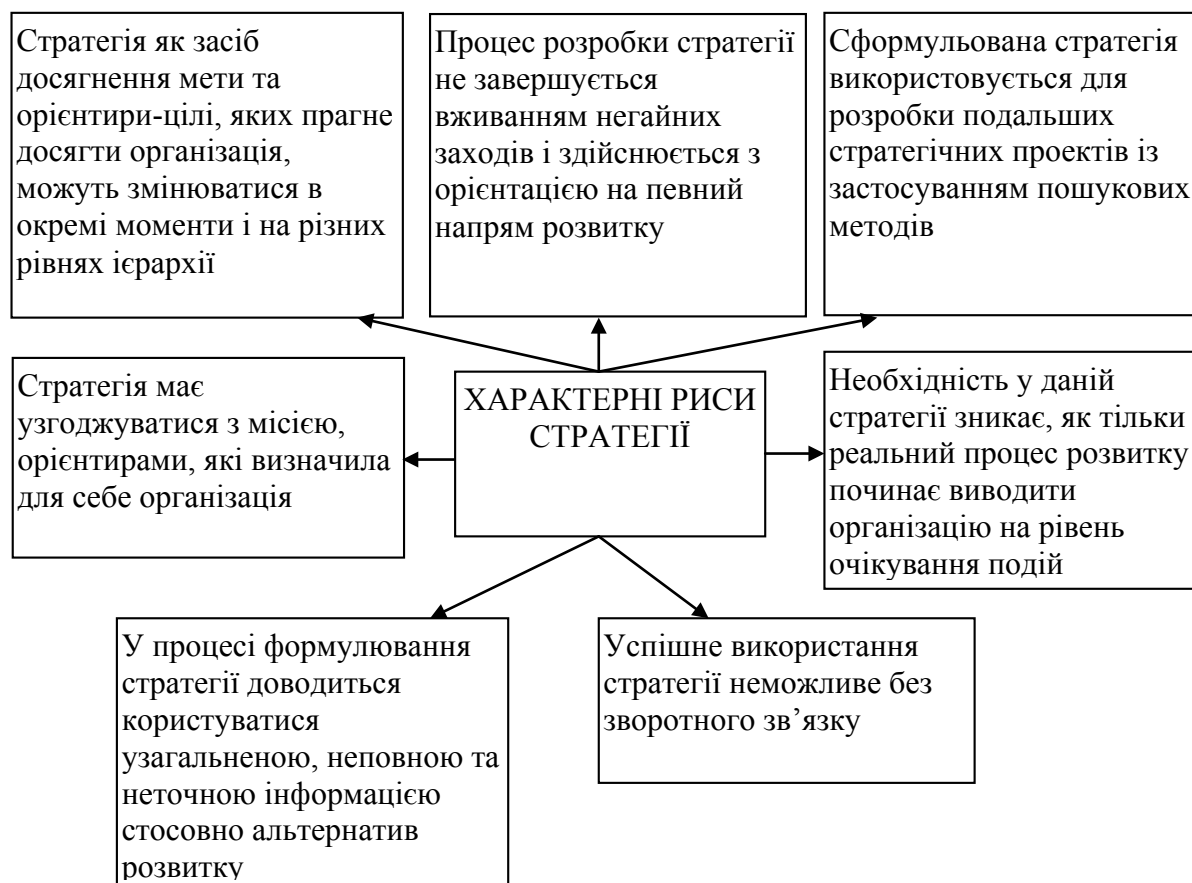 Стратегія як засіб
досягнення мети та
орієнтири-цілі, яких прагне
досягти організація,
можуть змінюватися в
окремі моменти і на різних
рівнях ієрархії
Процес розробки стратегії
не завершується
вживанням негайних
заходів і здійснюється з
орієнтацією на певний
напрям розвитку
Сформульована стратегія
використовується для
розробки подальших
стратегічних проектів із
застосуванням пошукових
методів
Стратегія має
узгоджуватися з місією,
орієнтирами, які визначила
для себе організація
ХАРАКТЕРНІ РИСИ
СТРАТЕГІЇ
Необхідність у даній
стратегії зникає, як тільки
реальний процес розвитку
починає виводити
організацію на рівень
очікування подій
У процесі формулювання
стратегії доводиться
користуватися
узагальненою, неповною та
неточною інформацією
стосовно альтернатив
розвитку
Успішне використання
стратегії неможливе без
зворотного зв’язку